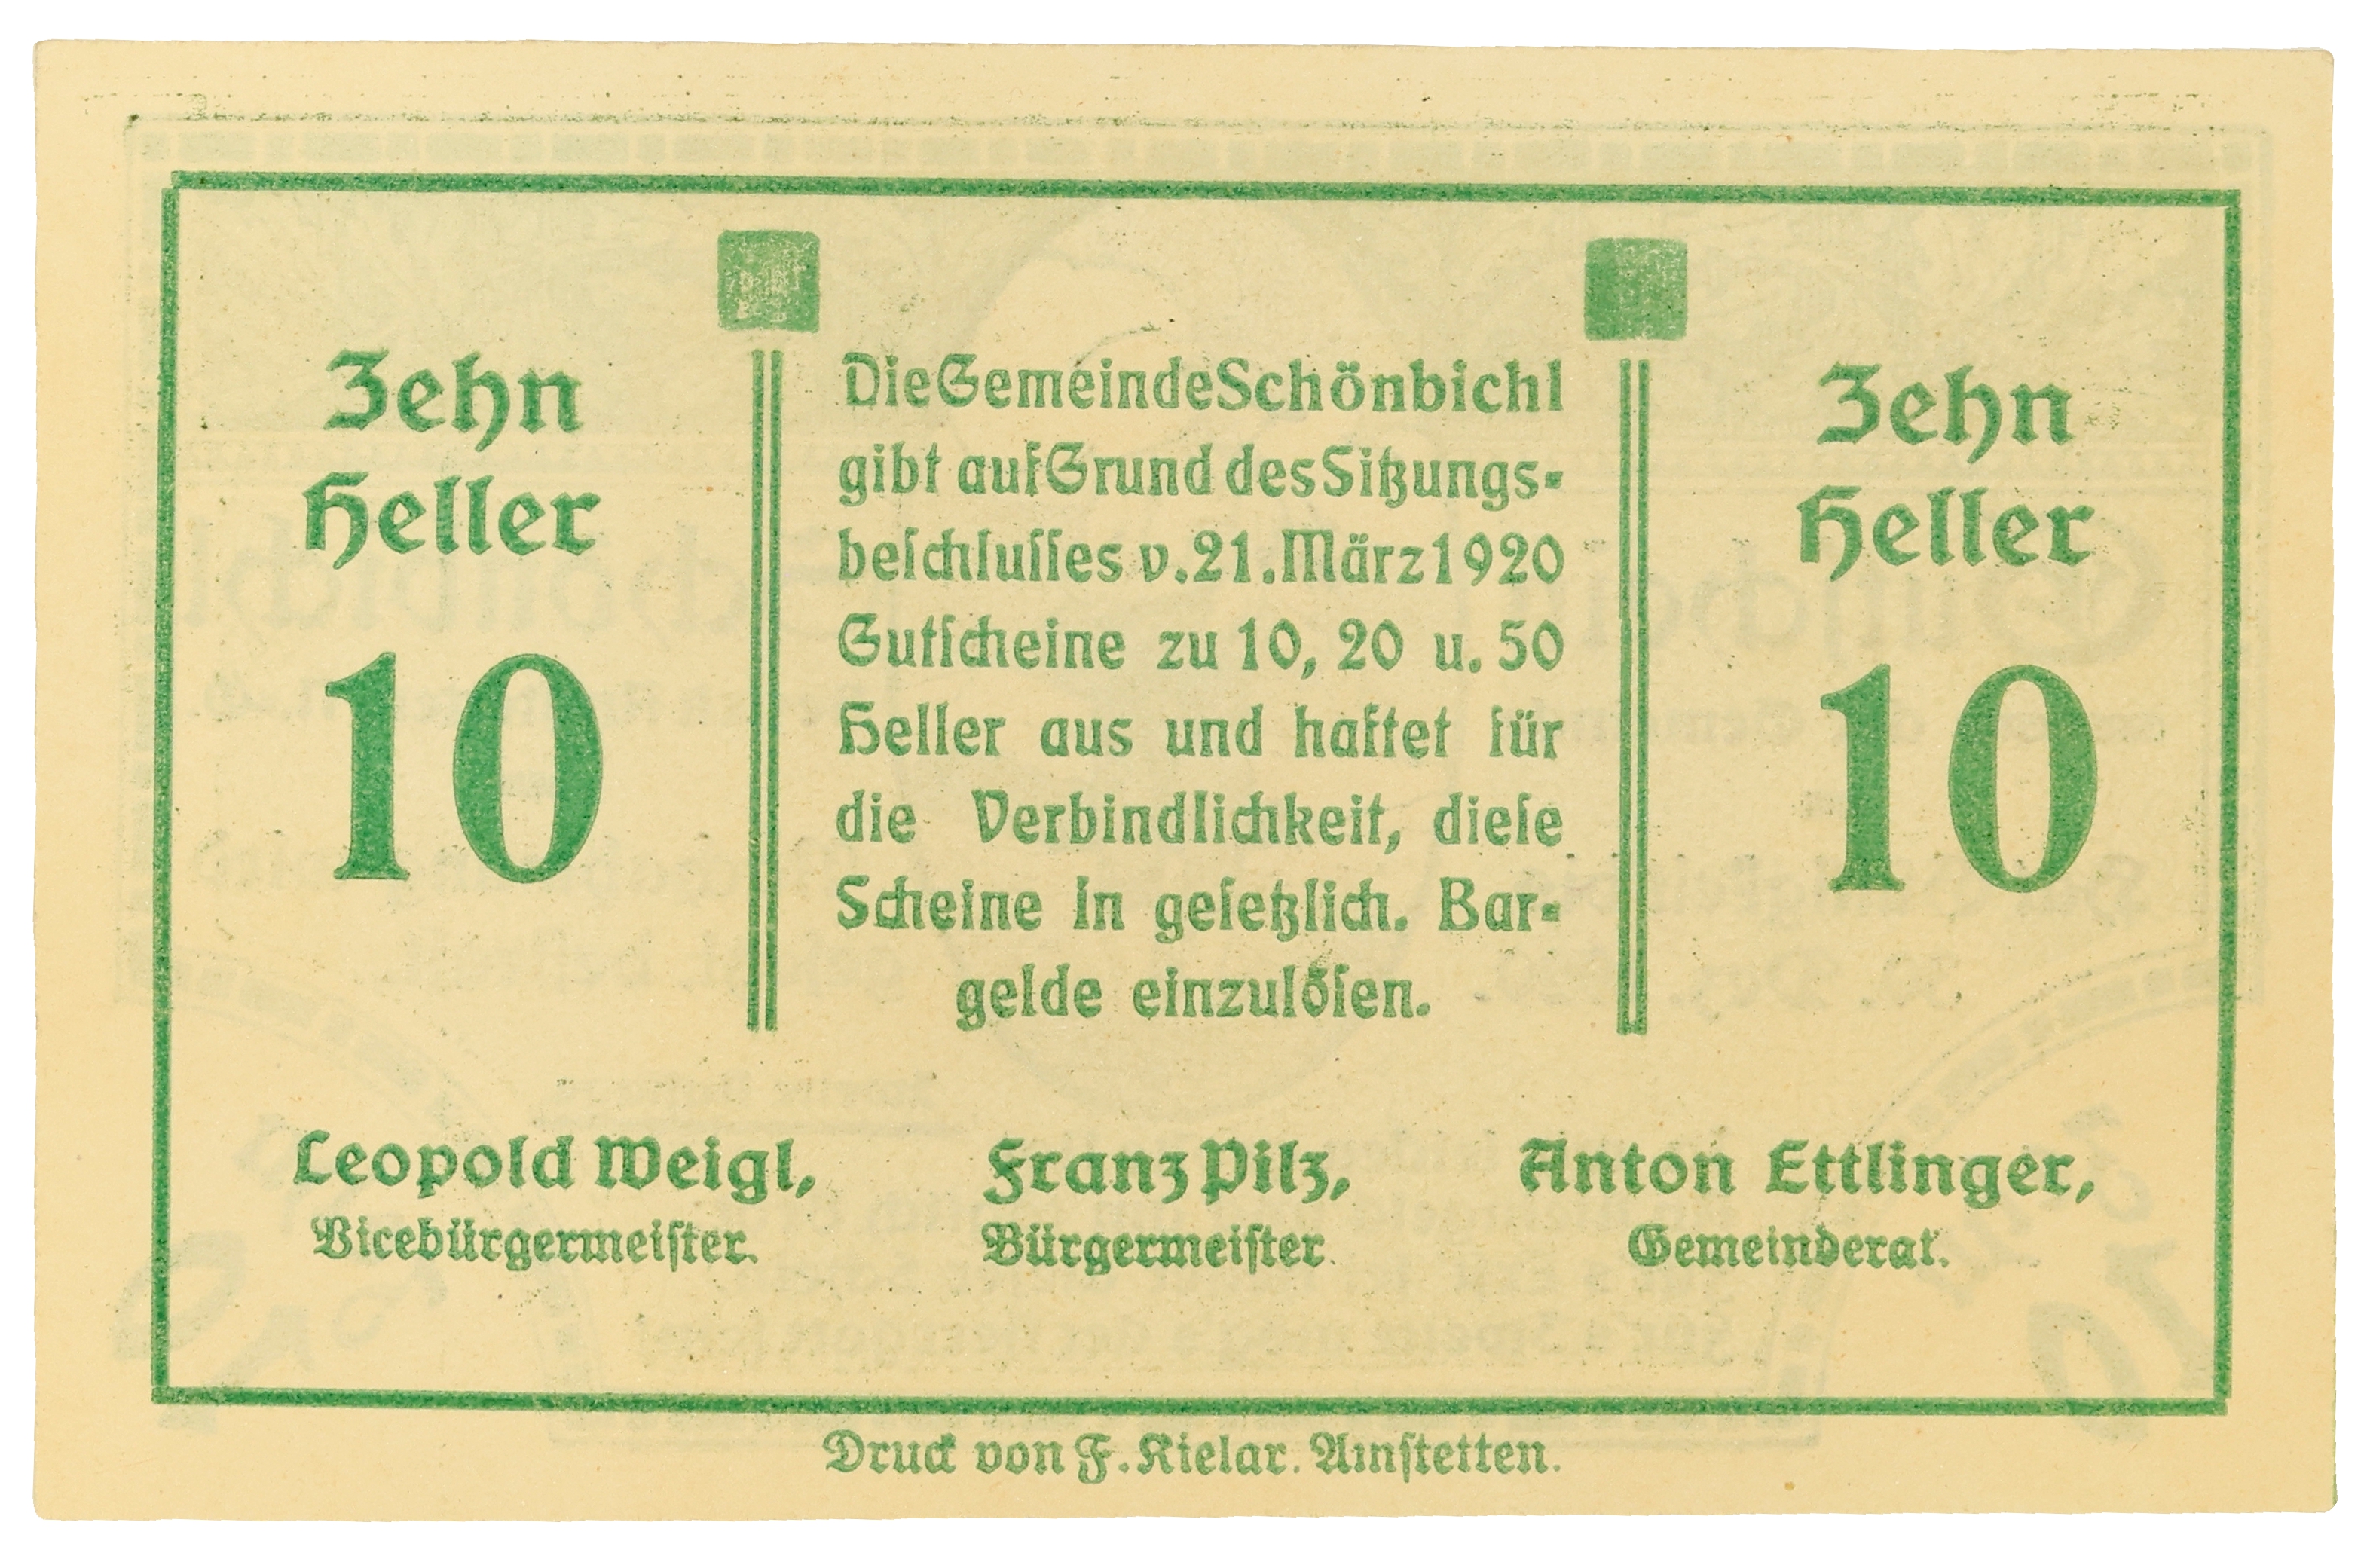 Zehn
Heller
10
Die Gemeinde Schönbichl
gibt auf Grund des Sitzungs-
beschlusses v. 21. März 1920
Gutscheine zu 10, 20 u. 50
Heller aus und haftet für
die Verbindlichkeit, diese
Scheine in gesetzlich. Bar-
gelde einzulösen.
Zehn
Heller
10
Leopold Weigl,
Vicebürgermeister.
Franz Pilz,
Bürgermeister.
Anton Ettlinger,
Gemeinderat.
Druck von F. Kielar. Amstetten.